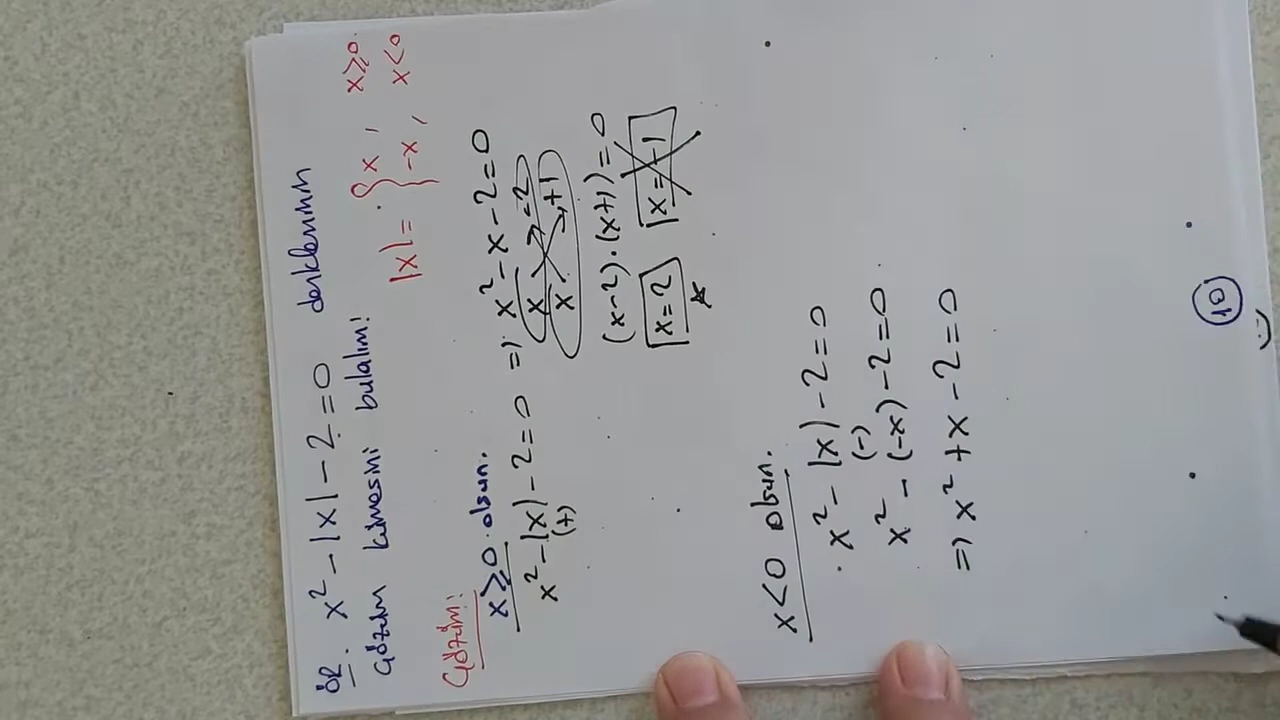 ÖR. x² - |x| - 2 = 0 denkleminin
Çözüm kümesini bulalım!
|x| = { x , x ≥ 0
-x , x < 0
Çözüm:
x ≥ 0 olsun.
x² - |x| - 2 = 0 ⇒ x² - x - 2 = 0
(+)
x -2
x +1
(x-2)·(x+1) = 0
x = 2 x = -1
x < 0 olsun.
x² - |x| - 2 = 0
(-)
x² - (-x) - 2 = 0
⇒ x² + x - 2 = 0
10